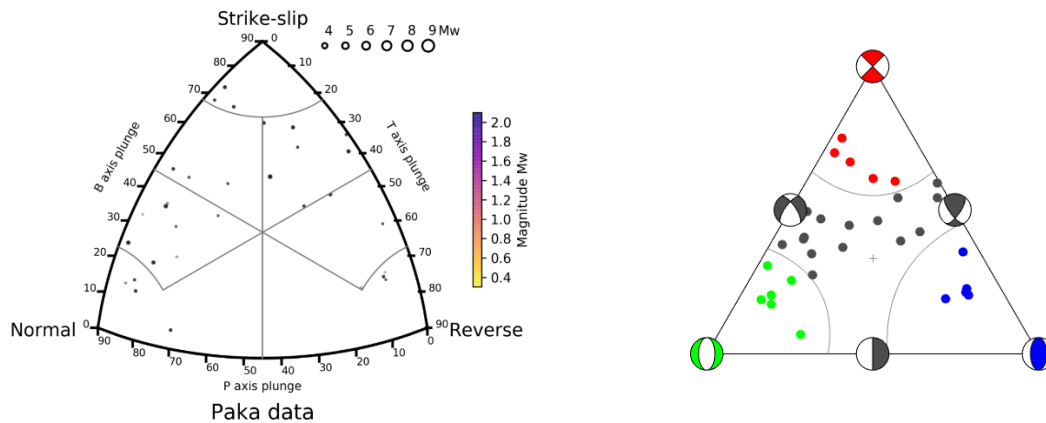 Strike-slip
4 5 6 7 8 9 Mw
90 0
80 10
70 20
60 30
50 40
40 50
30 60
20 70
10 80
0 90
B axis plunge
T axis plunge
2.0
1.8
1.6
1.4
1.2
1.0
0.8
0.6
0.4
Magnitude Mw
Normal
Reverse
90 80 70 60 50 40 30 20 10 0
P axis plunge
Paka data